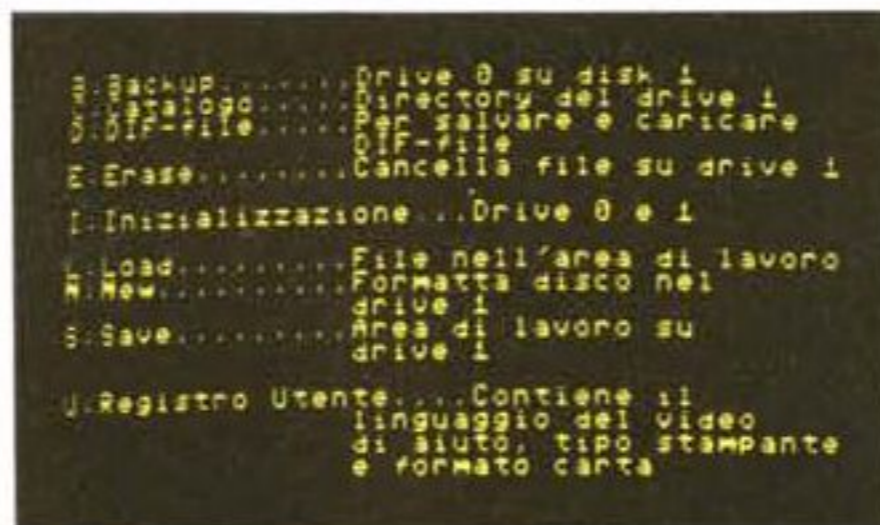 B:Backup.......Drive 0 su disk 1
C:Catalogo.....Directory del drive 1
D:DIF-file.....Per salvare e caricare
DIF-file
E:Erase........Cancella file su drive 1
I:Inizializzazione...Drive 0 e 1
L:Load.........File nell'area di lavoro
N:New..........Formatta disco nel
drive 1
S:Save.........Area di lavoro su
drive 1
U:Registro Utente....Contiene il
linguaggio del video
di aiuto, tipo stampante
e formato carta